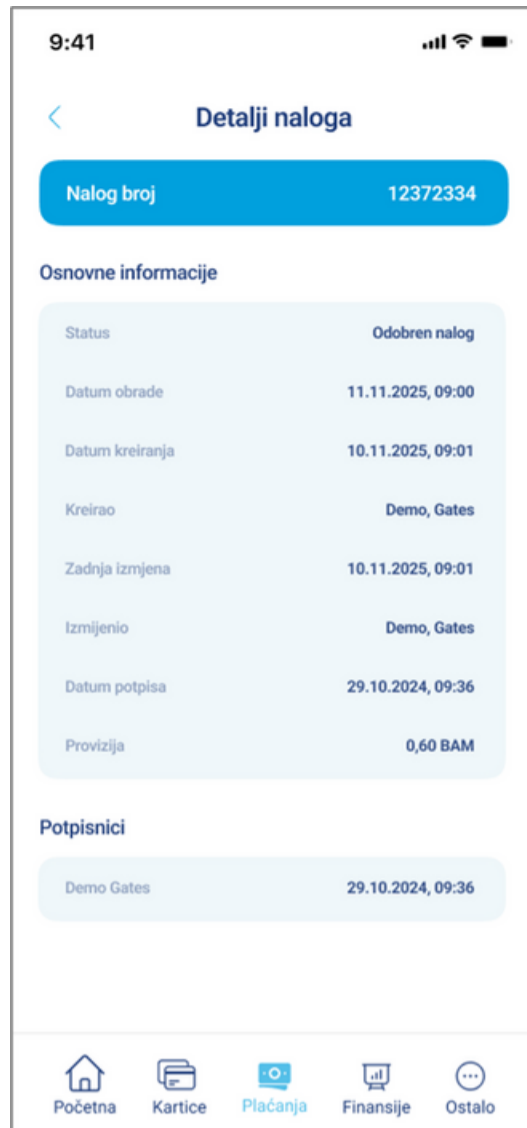 9:41
Detalji naloga
Nalog broj 12372334
Osnovne informacije
Status Odobren nalog
Datum obrade 11.11.2025, 09:00
Datum kreiranja 10.11.2025, 09:01
Kreirao Demo, Gates
Zadnja izmjena 10.11.2025, 09:01
Izmijenio Demo, Gates
Datum potpisa 29.10.2024, 09:36
Provizija 0,60 BAM
Potpisnici
Demo Gates 29.10.2024, 09:36
Početna Kartice Plaćanja Finansije Ostalo